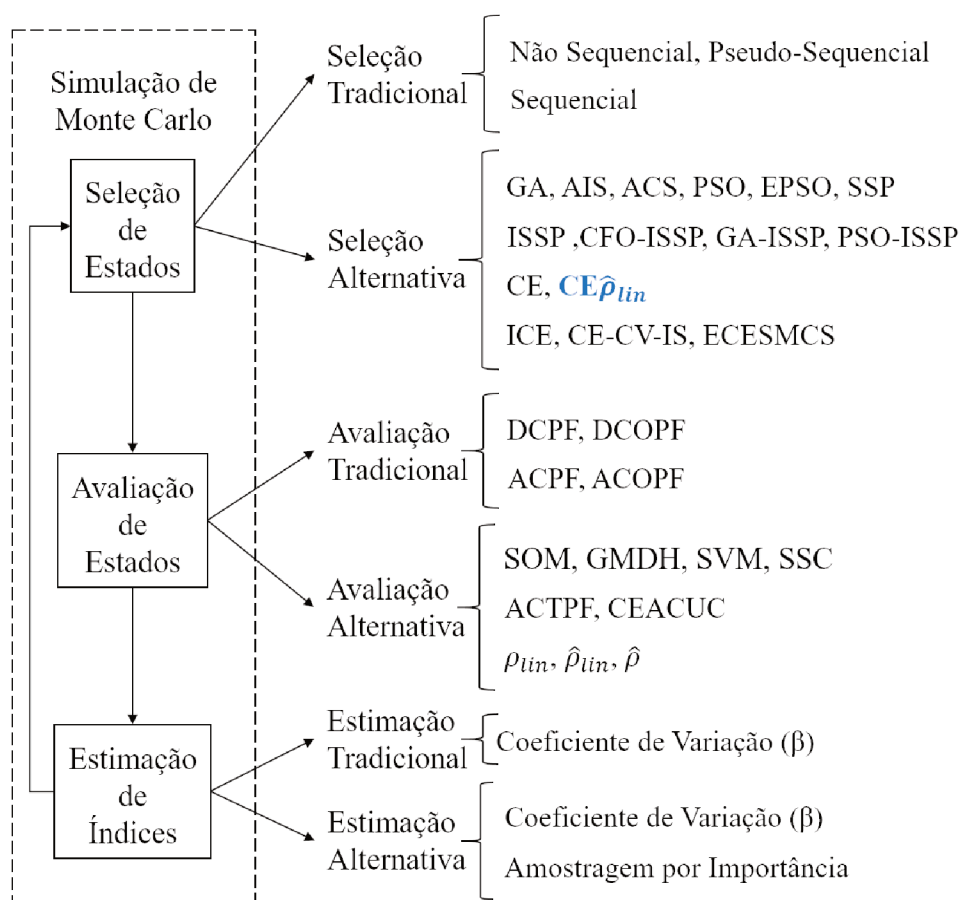 Simulação de
Monte Carlo
Seleção
de
Estados
Seleção
Tradicional
Não Sequencial, Pseudo-Sequencial
Sequencial
Seleção
Alternativa
GA, AIS, ACS, PSO, EPSO, SSP
ISSP ,CFO-ISSP, GA-ISSP, PSO-ISSP
CE, CEρ̂_lin
ICE, CE-CV-IS, ECESMCS
Avaliação
de
Estados
Avaliação
Tradicional
DCPF, DCOPF
ACPF, ACOPF
Avaliação
Alternativa
SOM, GMDH, SVM, SSC
ACTPF, CEACUC
ρ_lin, ρ̂_lin, ρ̂
Estimação
de
Índices
Estimação
Tradicional
Coeficiente de Variação (β)
Estimação
Alternativa
Coeficiente de Variação (β)
Amostragem por Importância